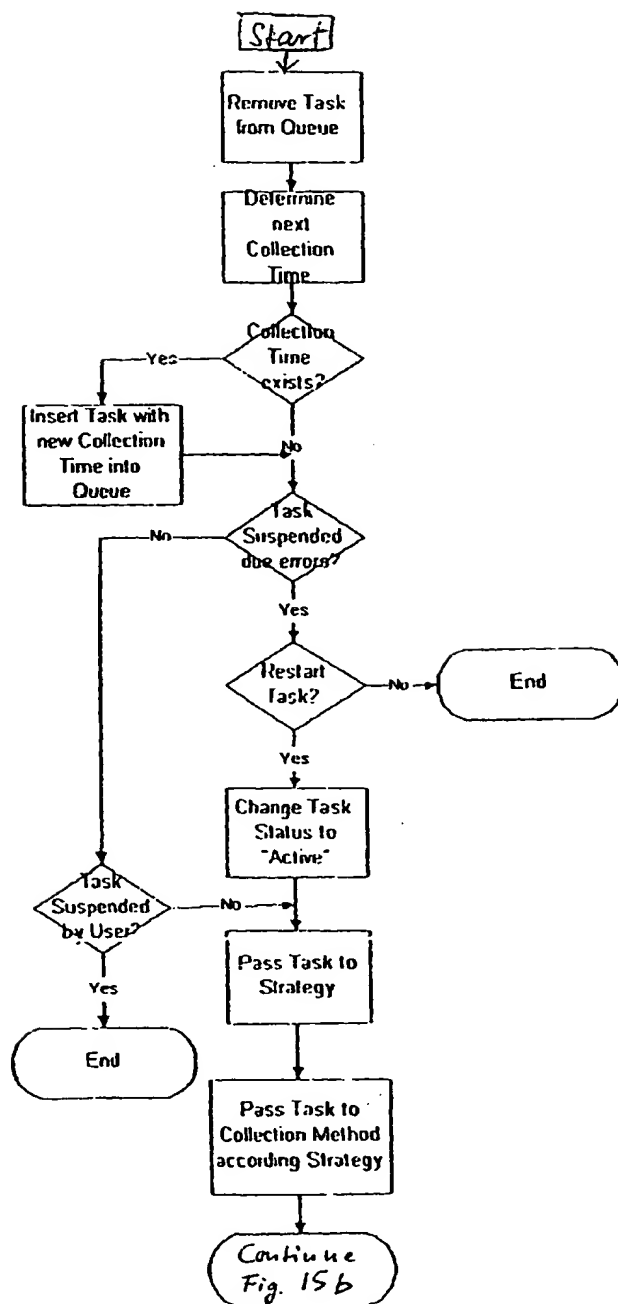 Start
Remove Task
from Queue
Determine
next
Collection
Time
Collection
Time
exists?
Yes
Insert Task with
new Collection
Time into
Queue
No
Task
Suspended
due errors?
No
Yes
Restart
Task?
No
End
Yes
Change Task
Status to
"Active"
Task
Suspended
by User?
No
Yes
Pass Task to
Strategy
End
Pass Task to
Collection Method
according Strategy
Continue
Fig. 15b